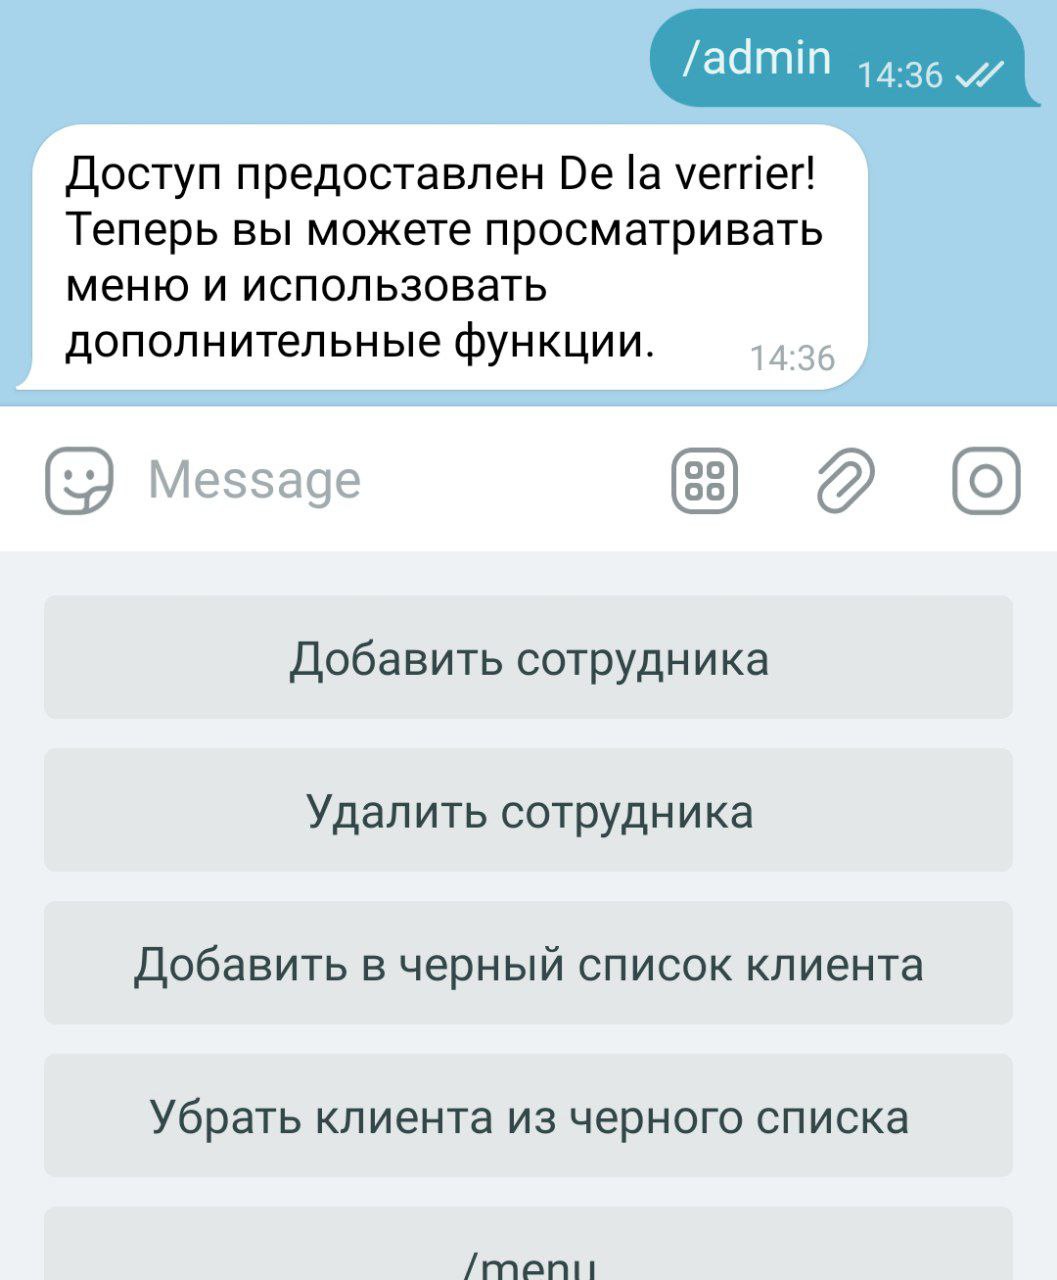 /admin 14:36
Доступ предоставлен De la verrier!
Теперь вы можете просматривать
меню и использовать
дополнительные функции.
14:36
Message
Добавить сотрудника
Удалить сотрудника
Добавить в черный список клиента
Убрать клиента из черного списка
/menu